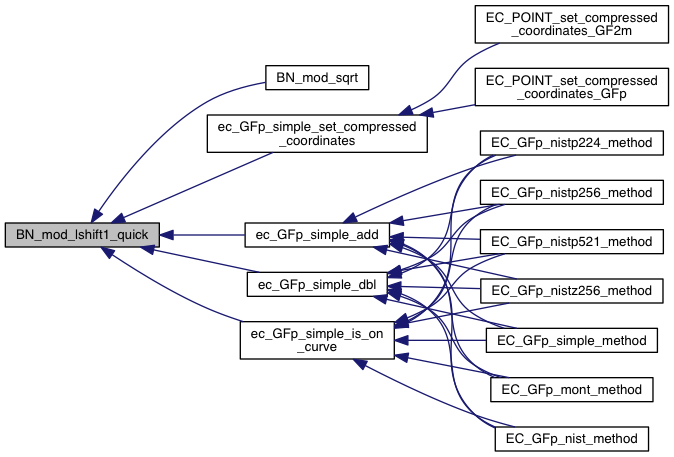 EC_POINT_set_compressed
_coordinates_GF2m
BN_mod_sqrt
EC_POINT_set_compressed
_coordinates_GFp
ec_GFp_simple_set_compressed
_coordinates
EC_GFp_nistp224_method
EC_GFp_nistp256_method
BN_mod_lshift1_quick
ec_GFp_simple_add
EC_GFp_nistp521_method
ec_GFp_simple_dbl
EC_GFp_nistz256_method
ec_GFp_simple_is_on
_curve
EC_GFp_simple_method
EC_GFp_mont_method
EC_GFp_nist_method